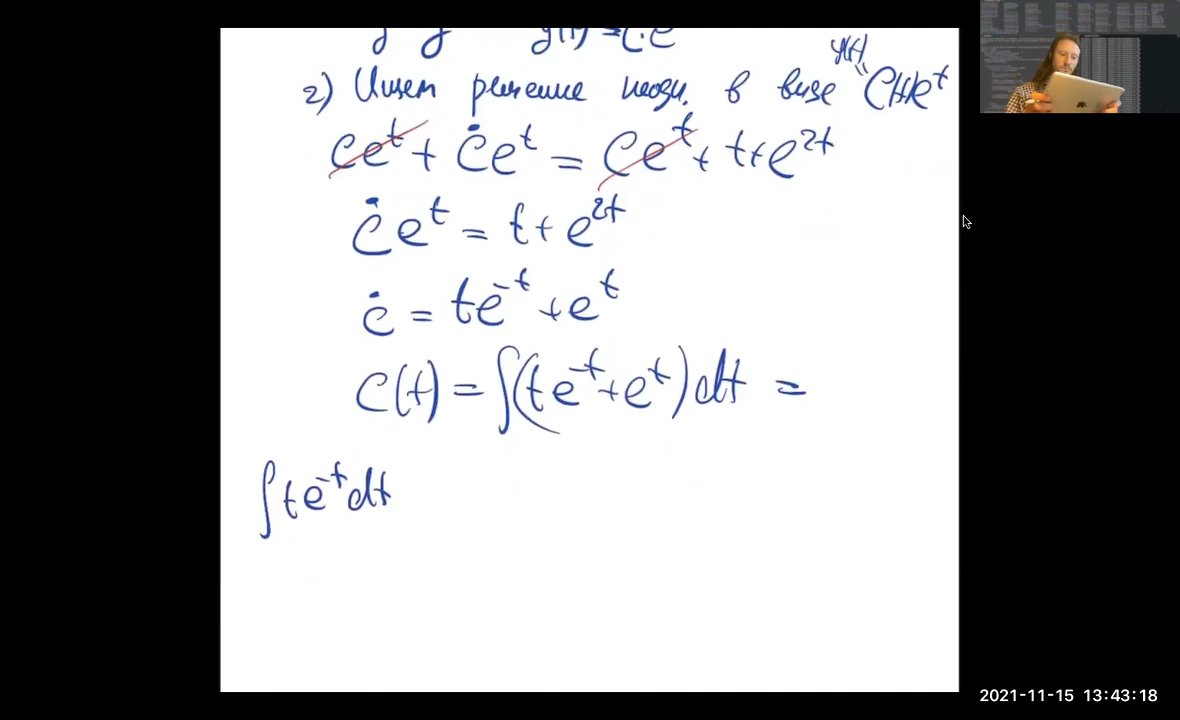 y(t) = C·e
2) Ищем решение неодн. в виде y(t) = C(t)e^t
Ce^t + Ċe^t = Ce^t + t + e^{2t}
Ċe^t = t + e^{2t}
Ċ = te^{-t} + e^t
C(t) = ∫(te^{-t} + e^t)dt =
∫te^{-t}dt
2021-11-15 13:43:18